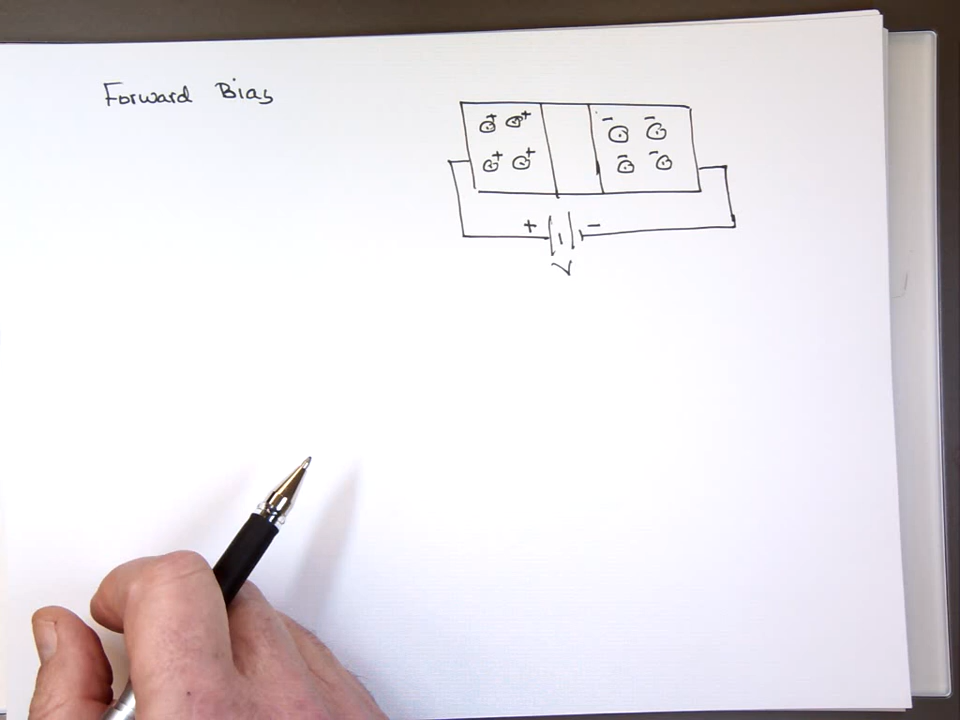 Forward Bias
+ + - -
+ + - -
+ -
V